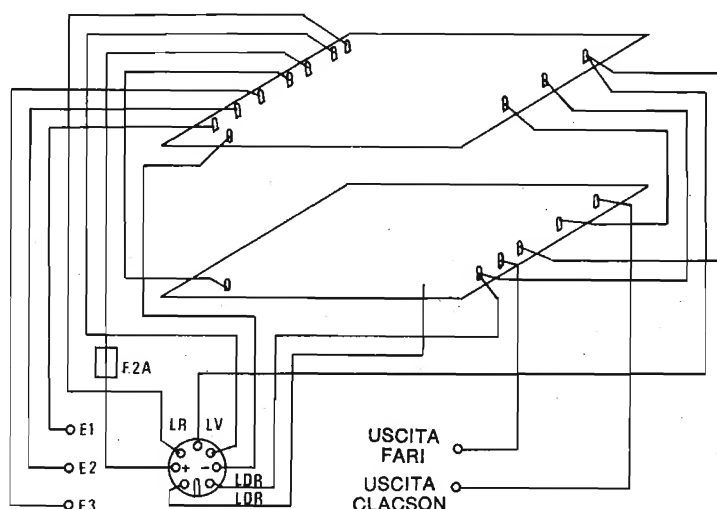 F.2A
LR LV
E1
+ -
E2
LDR
LDR
E3
USCITA
FARI
USCITA
CLACSON